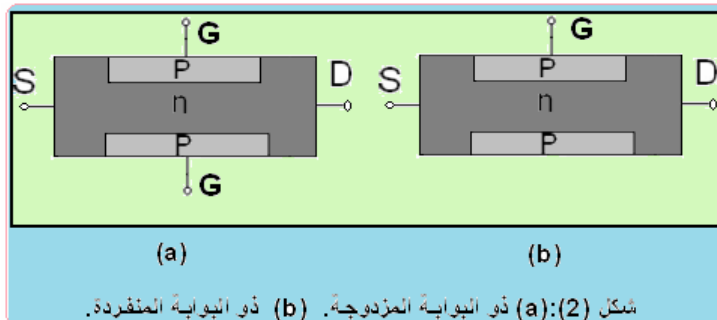 G G
S P D S P D
n n
P P
G
(a) (b)
شكل (2):(a) ذو البوابة المزدوجة. (b) ذو البوابة المنفردة.